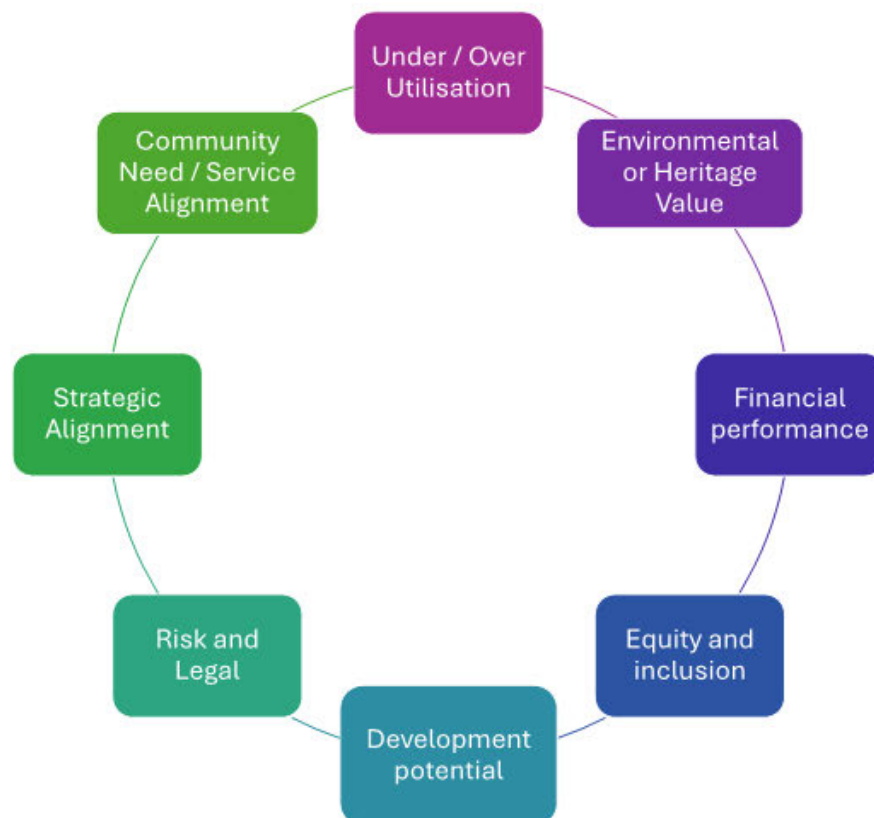 Under / Over
Utilisation
Environmental
or Heritage
Value
Financial
performance
Equity and
inclusion
Development
potential
Risk and
Legal
Strategic
Alignment
Community
Need / Service
Alignment